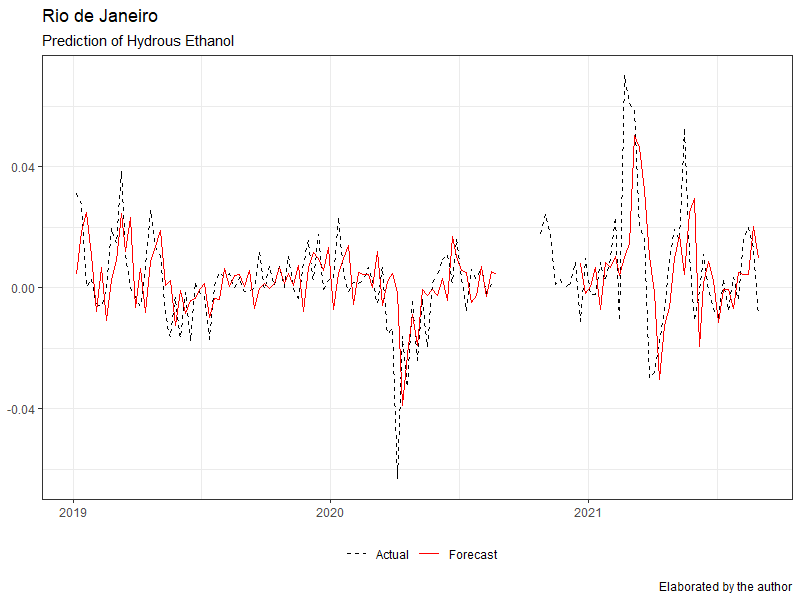 Rio de Janeiro
Prediction of Hydrous Ethanol
0.04
0.00
-0.04
2019
2020
2021
Actual
Forecast
Elaborated by the author